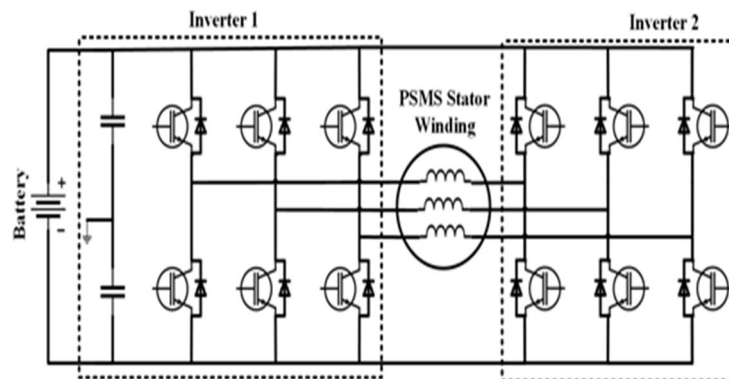 Inverter 1
Inverter 2
PSMS Stator
Winding
Battery
+
-